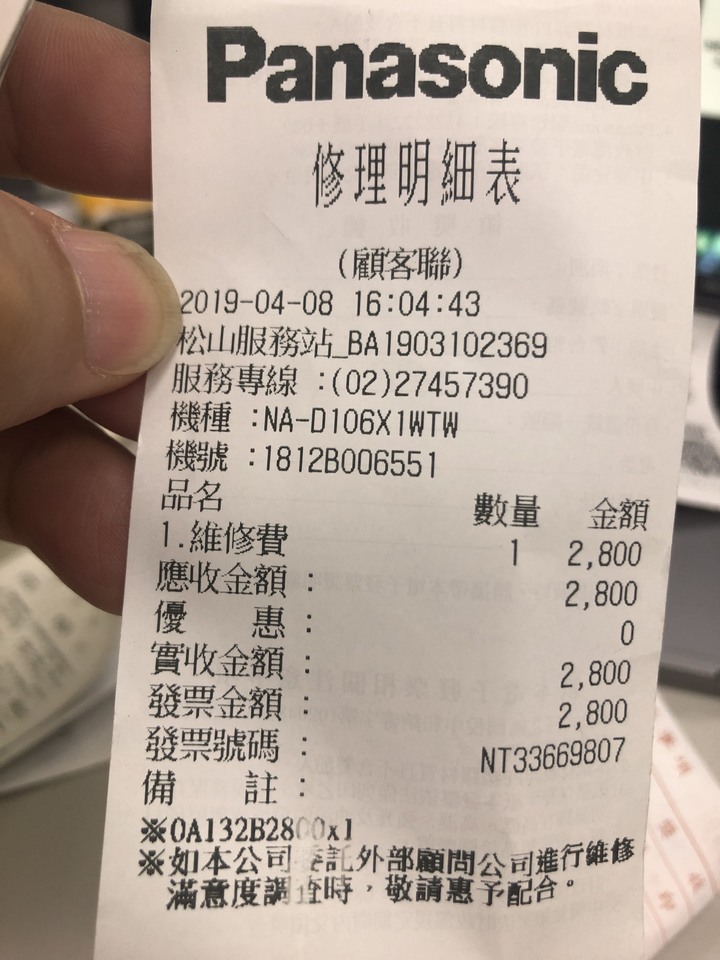 Panasonic
修理明細表
(顧客聯)
2019-04-08 16:04:43
松山服務站_BA1903102369
服務專線 :(02)27457390
機種 :NA-D106X1WTW
機號 :1812B006551
品名 數量 金額
1.維修費 1 2,800
應收金額: 2,800
優 惠: 0
實收金額: 2,800
發票金額: 2,800
發票號碼: NT33669807
備 註:
※0A132B2800x1
※如本公司委託外部顧問公司進行維修
滿意度調查時,敬請惠予配合。